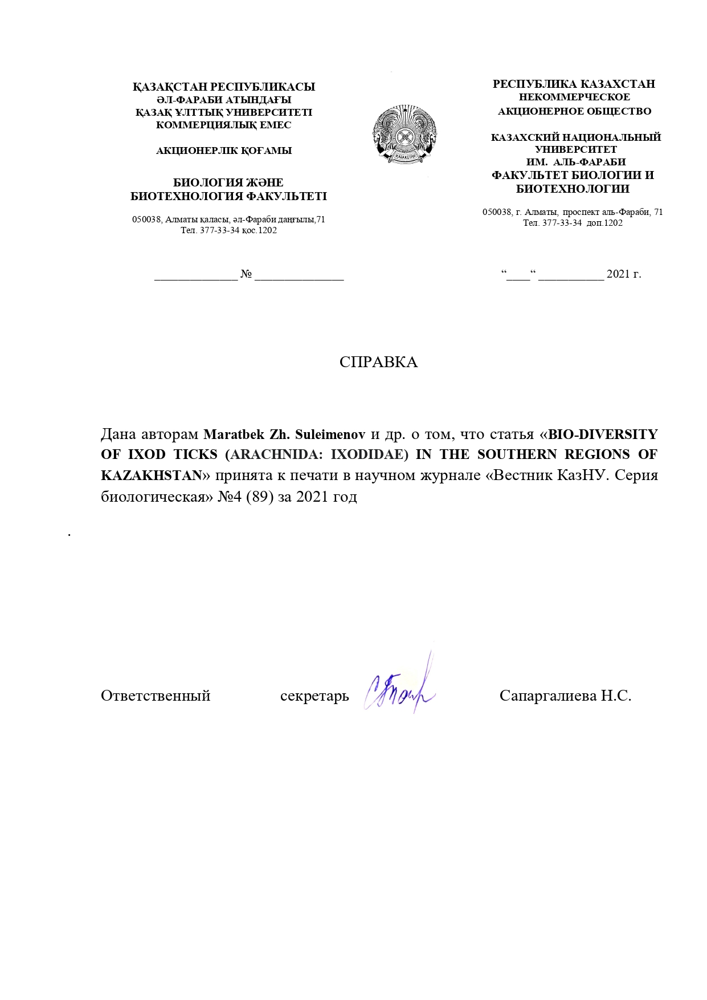 ҚАЗАҚСТАН РЕСПУБЛИКАСЫ
ӘЛ-ФАРАБИ АТЫНДАҒЫ
ҚАЗАҚ ҰЛТТЫҚ УНИВЕРСИТЕТІ
КОММЕРЦИЯЛЫҚ ЕМЕС
АКЦИОНЕРЛІК ҚОҒАМЫ
БИОЛОГИЯ ЖӘНЕ
БИОТЕХНОЛОГИЯ ФАКУЛЬТЕТІ
050038, Алматы қаласы, әл-Фараби даңғылы,71
Тел. 377-33-34 қос.1202
ҚАЗАҚСТАН
РЕСПУБЛИКА КАЗАХСТАН
НЕКОММЕРЧЕСКОЕ
АКЦИОНЕРНОЕ ОБЩЕСТВО
КАЗАХСКИЙ НАЦИОНАЛЬНЫЙ
УНИВЕРСИТЕТ
ИМ. АЛЬ-ФАРАБИ
ФАКУЛЬТЕТ БИОЛОГИИ И
БИОТЕХНОЛОГИИ
050038, г. Алматы, проспект аль-Фараби, 71
Тел. 377-33-34 доп.1202
______________ № _______________
“____“ ___________ 2021 г.
СПРАВКА
Дана авторам Maratbek Zh. Suleimenov и др. о том, что статья «BIO-DIVERSITY
OF IXOD TICKS (ARACHNIDA: IXODIDAE) IN THE SOUTHERN REGIONS OF
KAZAKHSTAN» принята к печати в научном журнале «Вестник КазНУ. Серия
биологическая» №4 (89) за 2021 год
.
Ответственный секретарь Сапаргалиева Н.С.